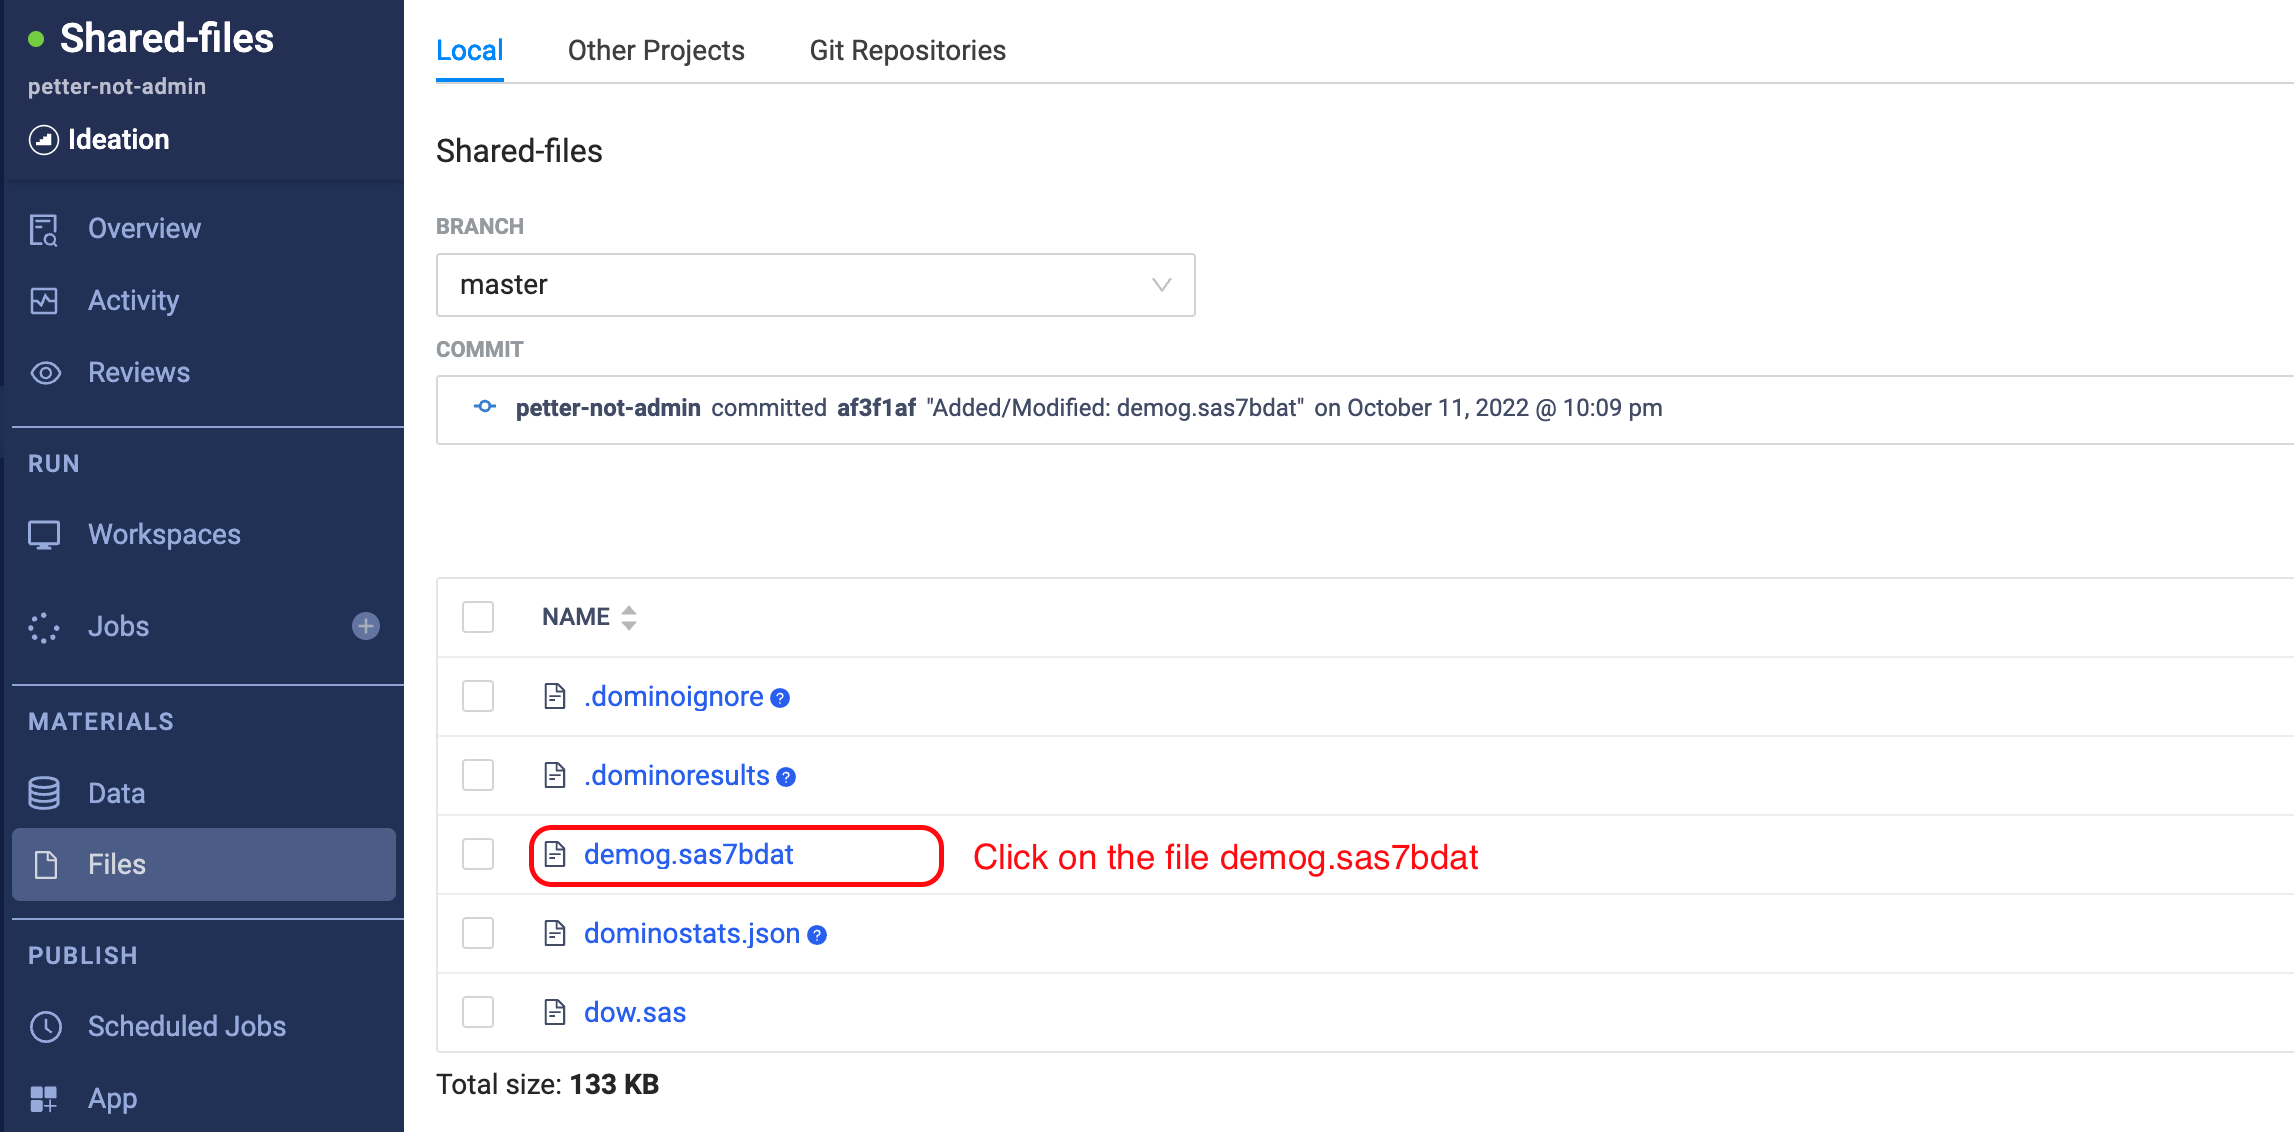 Shared-files
petter-not-admin
Ideation
Overview
Activity
Reviews
RUN
Workspaces
Jobs
MATERIALS
Data
Files
PUBLISH
Scheduled Jobs
App
Local Other Projects Git Repositories
Shared-files
BRANCH
master
COMMIT
petter-not-admin committed af3f1af "Added/Modified: demog.sas7bdat" on October 11, 2022 @ 10:09 pm
NAME
.dominoignore ?
.dominoresults ?
demog.sas7bdat Click on the file demog.sas7bdat
dominostats.json ?
dow.sas
Total size: 133 KB